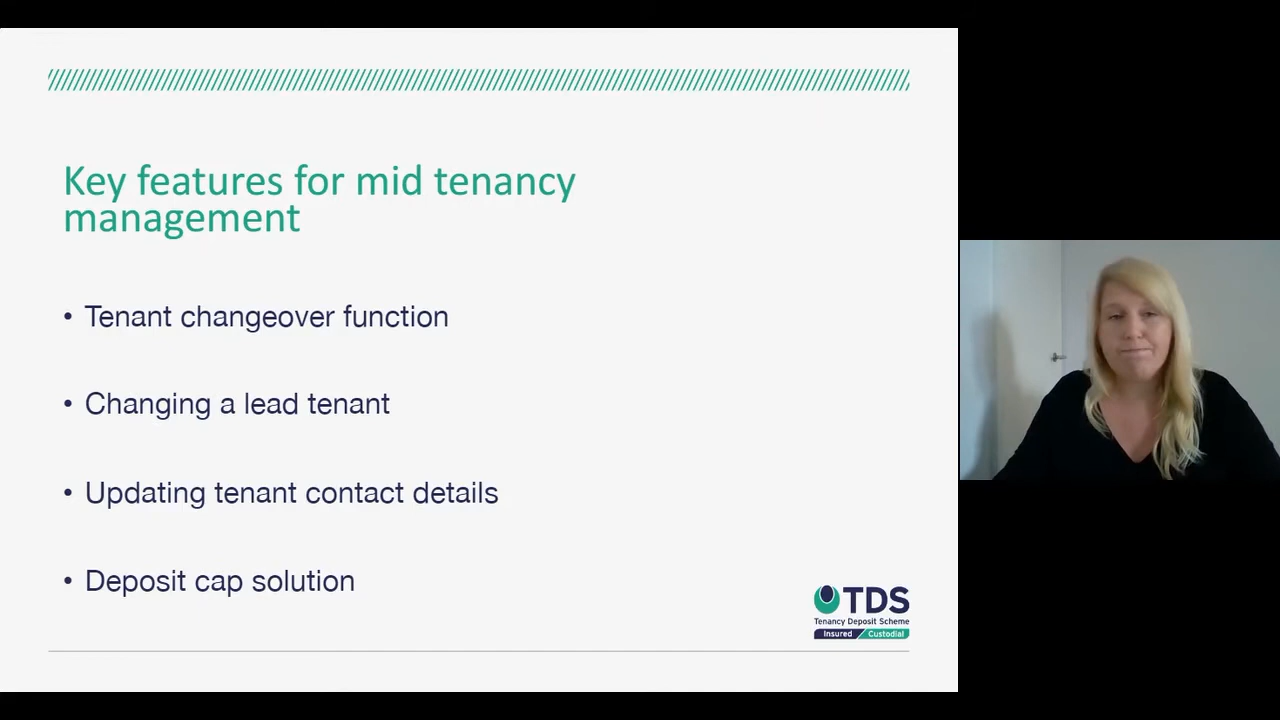 Key features for mid tenancy
management
• Tenant changeover function
• Changing a lead tenant
• Updating tenant contact details
• Deposit cap solution
TDS
Tenancy Deposit Scheme
Insured Custodial